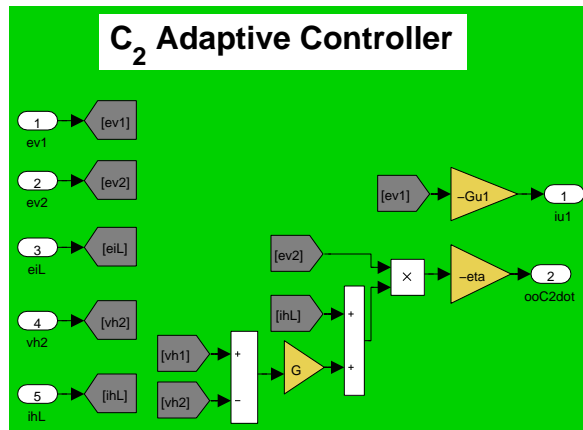 C2 Adaptive Controller
1
[ev1]
ev1
2
[ev2]
ev2
3
[eiL]
eiL
4
[vh2]
vh2
5
[ihL]
ihL
[ev1]
−Gu1
1
iu1
[ev2]
×
−eta
2
ooC2dot
[ihL]
+
+
[vh1]
+
G
[vh2]
−